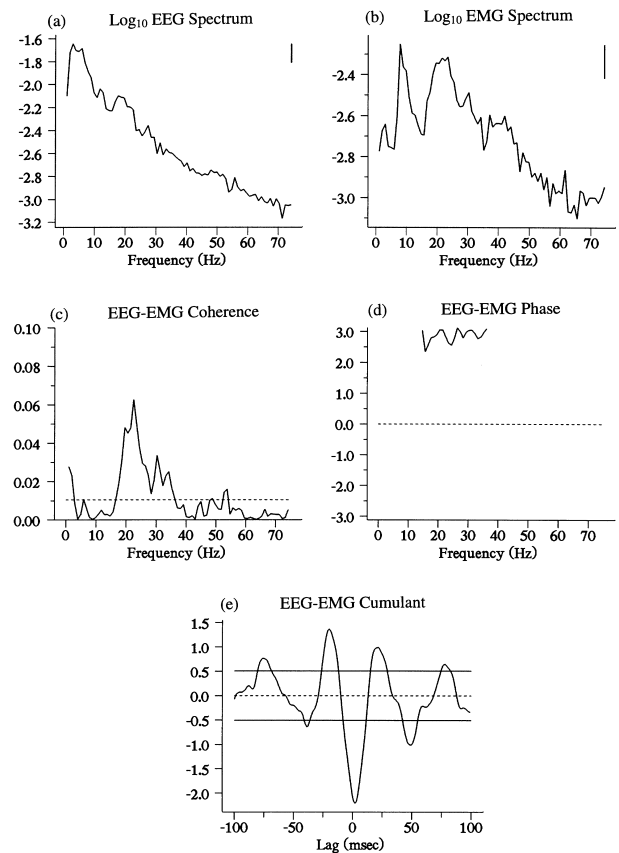 (a) Log10 EEG Spectrum
-1.6
-1.8
-2.0
-2.2
-2.4
-2.6
-2.8
-3.0
-3.2
0 10 20 30 40 50 60 70
Frequency (Hz)
(b) Log10 EMG Spectrum
-2.4
-2.6
-2.8
-3.0
0 10 20 30 40 50 60 70
Frequency (Hz)
(c) EEG-EMG Coherence
0.10
0.08
0.06
0.04
0.02
0.00
0 10 20 30 40 50 60 70
Frequency (Hz)
(d) EEG-EMG Phase
3.0
2.0
1.0
0.0
-1.0
-2.0
-3.0
0 10 20 30 40 50 60 70
Frequency (Hz)
(e) EEG-EMG Cumulant
1.5
1.0
0.5
0.0
-0.5
-1.0
-1.5
-2.0
-100 -50 0 50 100
Lag (msec)